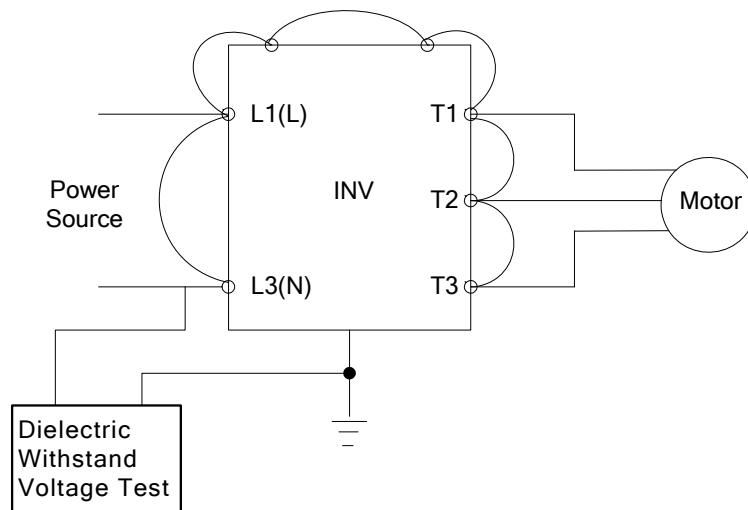 L1(L)
T1
Power
Source
INV
T2
Motor
L3(N)
T3
Dielectric
Withstand
Voltage Test